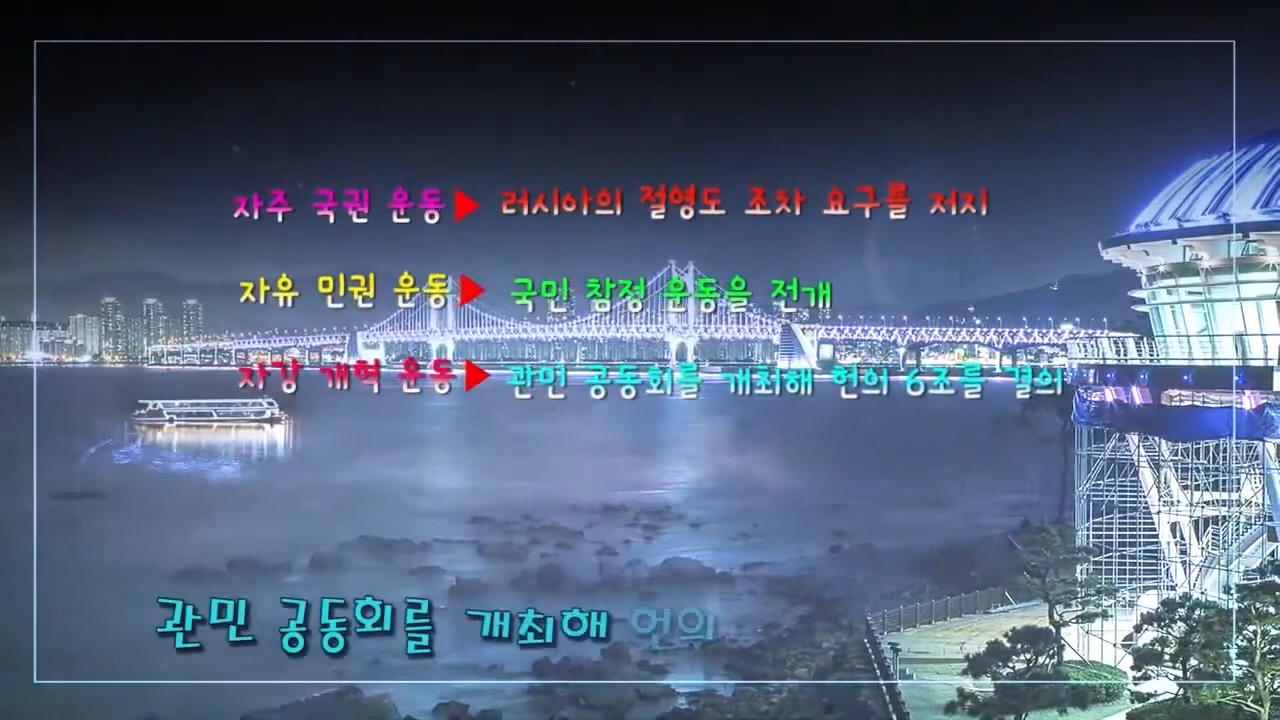 자주 국권 운동▶ 러시아의 절영도 조차 요구를 저지
자유 민권 운동▶ 국민 참정 운동을 전개
자강 개혁 운동▶ 관민 공동회를 개최해 헌의 6조를 결의
관민 공동회를 개최해 헌의